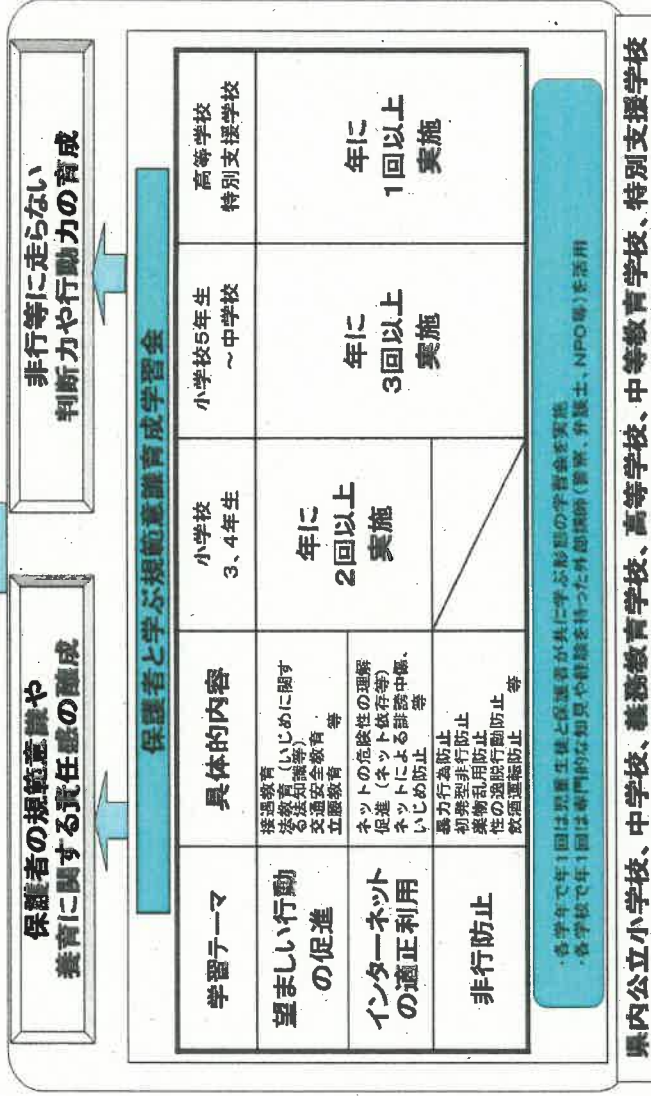 保護者の規範意識や
養育に関する責任感の醸成
非行等に走らない
判断力や行動力の育成
保護者と学ぶ規範意識育成学習会
学習テーマ
具体的内容
小学校
3、4年生
小学校5年生
~中学校
高等学校
特別支援学校
望ましい行動
の促進
接遇教育
法教育(いじめに関す
る法知識等)
交通安全教育
立腰教育 等
年に
2回以上
実施
年に
3回以上
実施
年に
1回以上
実施
インターネット
の適正利用
ネットの危険性の理解
促進(ネット依存等)
ネットによる誹謗中傷、
いじめ防止 等
非行防止
暴力行為防止
初発型非行防止
薬物乱用防止
性の逸脱行動防止
飲酒運転防止 等
・各学年で年1回は児童生徒と保護者が共に学ぶ形態の学習会を実施
・各学校で年1回は専門的な知見や経験を持った外部講師(警察、弁護士、NPO等)を活用
県内公立小学校、中学校、義務教育学校、高等学校、中等教育学校、特別支援学校